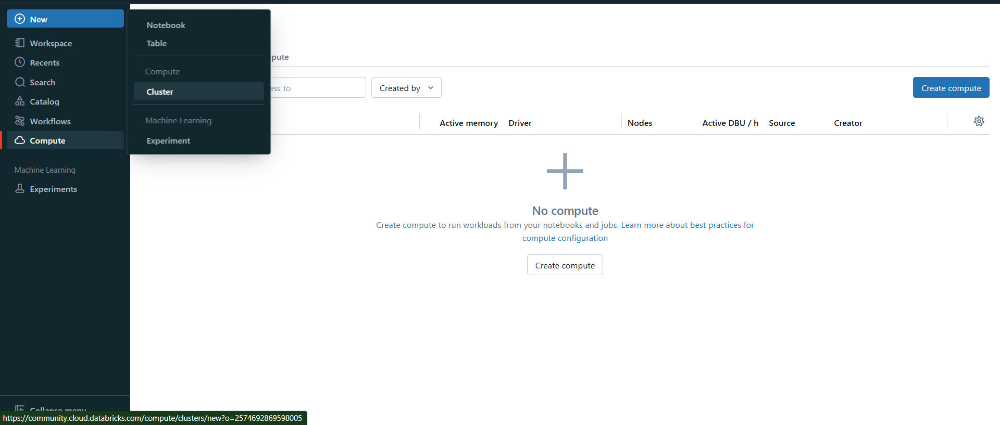 New
Workspace
Recents
Search
Catalog
Workflows
Compute
Machine Learning
Experiments
Notebook
Table
Compute
Cluster
Machine Learning
Experiment
Created by
Create compute
Active memory Driver Nodes Active DBU / h Source Creator
No compute
Create compute to run workloads from your notebooks and jobs. Learn more about best practices for
compute configuration
Create compute
Collapse menu
https://community.cloud.databricks.com/compute/clusters/new?o=2574692869598005